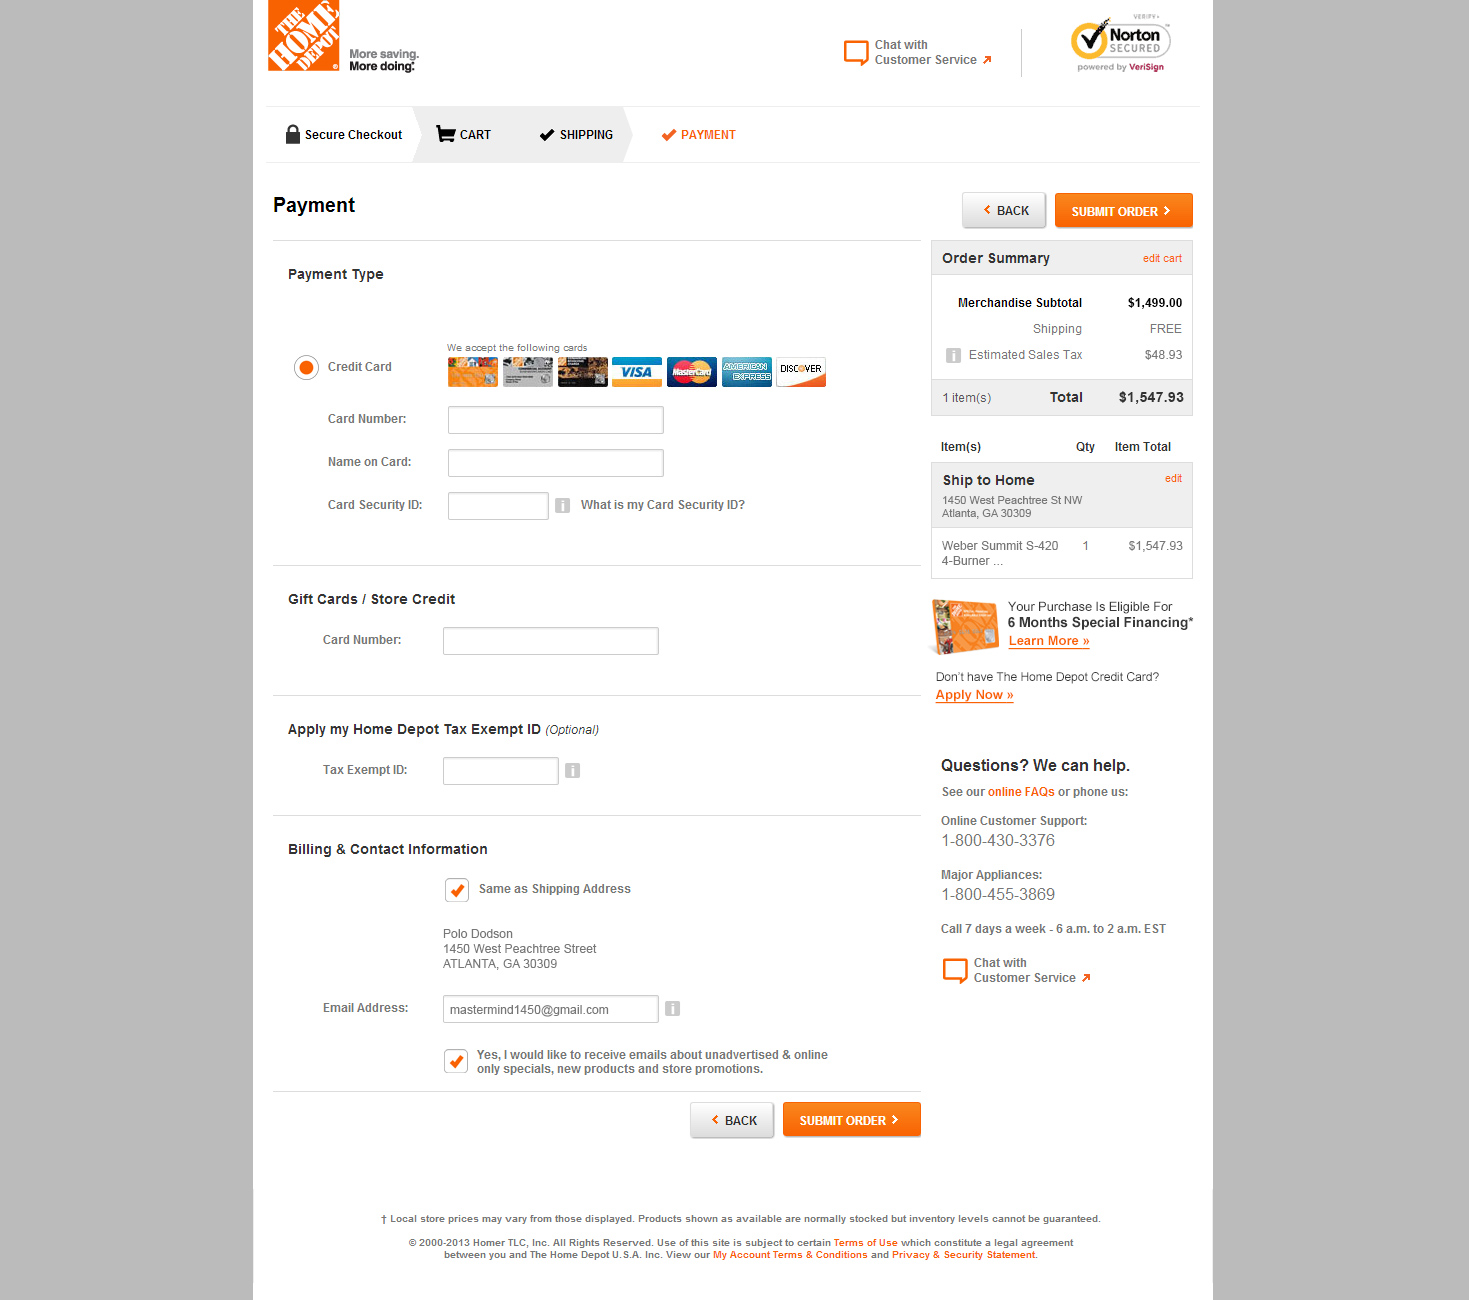 THE HOME DEPOT
More saving.
More doing.
Chat with
Customer Service
VERIFY
Norton
SECURED
powered by VeriSign
Secure Checkout
CART
SHIPPING
PAYMENT
Payment
BACK
SUBMIT ORDER
Payment Type
We accept the following cards
Credit Card
VISA
MasterCard
AMERICAN EXPRESS
DISCOVER
Card Number:
Name on Card:
Card Security ID:
i What is my Card Security ID?
Gift Cards / Store Credit
Card Number:
Apply my Home Depot Tax Exempt ID (Optional)
Tax Exempt ID:
i
Billing & Contact Information
Same as Shipping Address
Polo Dodson
1450 West Peachtree Street
ATLANTA, GA 30309
Email Address: mastermind1450@gmail.com i
Yes, I would like to receive emails about unadvertised & online
only specials, new products and store promotions.
BACK
SUBMIT ORDER
Order Summary edit cart
Merchandise Subtotal $1,499.00
Shipping FREE
i Estimated Sales Tax $48.93
1 item(s) Total $1,547.93
Item(s) Qty Item Total
Ship to Home edit
1450 West Peachtree St NW
Atlanta, GA 30309
Weber Summit S-420 1 $1,547.93
4-Burner ...
Your Purchase Is Eligible For
6 Months Special Financing*
Learn More »
Don't have The Home Depot Credit Card?
Apply Now »
Questions? We can help.
See our online FAQs or phone us:
Online Customer Support:
1-800-430-3376
Major Appliances:
1-800-455-3869
Call 7 days a week - 6 a.m. to 2 a.m. EST
Chat with
Customer Service
† Local store prices may vary from those displayed. Products shown as available are normally stocked but inventory levels cannot be guaranteed.
© 2000-2013 Homer TLC, Inc. All Rights Reserved. Use of this site is subject to certain Terms of Use which constitute a legal agreement
between you and The Home Depot U.S.A. Inc. View our My Account Terms & Conditions and Privacy & Security Statement.